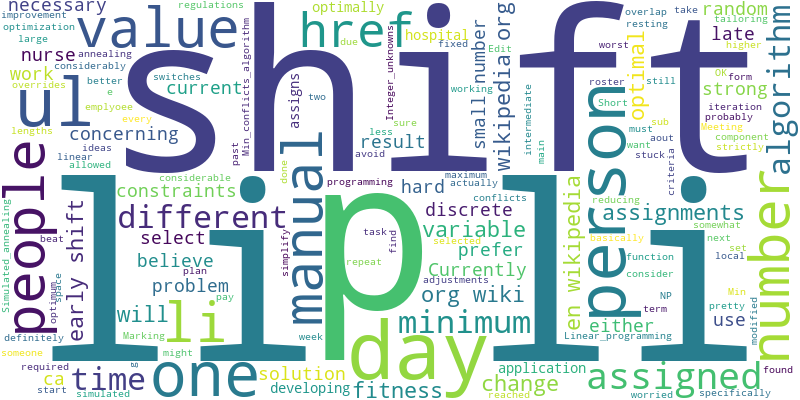 necessary
regulations
optimally
random
take
tailoring
improvement
optimization
large
value
href
hospital
wikipedia org
small number
overlap
resting
worst
late
nurse
annealing
considerably
Min_conflicts_algorithm
due
fixed
Edit
optimal
roster
still
higher
algorithm
work
better
switches
e
current
assigns
two
Integer_unknowns
working
Short
OK
form
strong
overrides
emplyoee
every
ul
shift
less
sure
intermediate
sub
must
iteration
probably
lengths
concerning
past
result
main
person
want
aout
Meeting
component
people
linear
ideas
allowed
manual
avoid
stuck
criteria
strictly
different
considerable
constraints
programming
hard
maximum
actually
conflicts
reducing
assignments
number
early shift
select
believe
problem
lipli
task
find
discrete
variable
selected
prefer
en wikipedia
basically
somewhat
next
set
local
function
consider
Simulated_annealing
beat
optimum
space
plan
simplify
repeat
adjustments
Currently
org wiki
either
NP
Min
modified
definitely
someone
will
li
Marking
pay
week
day
minimum
term
pretty
use
Linear_programming
required
start
ca
time
might
simulated
one
sg
done
solution
developing
fitness
application
reached
change
assigned
found
worried
specifically